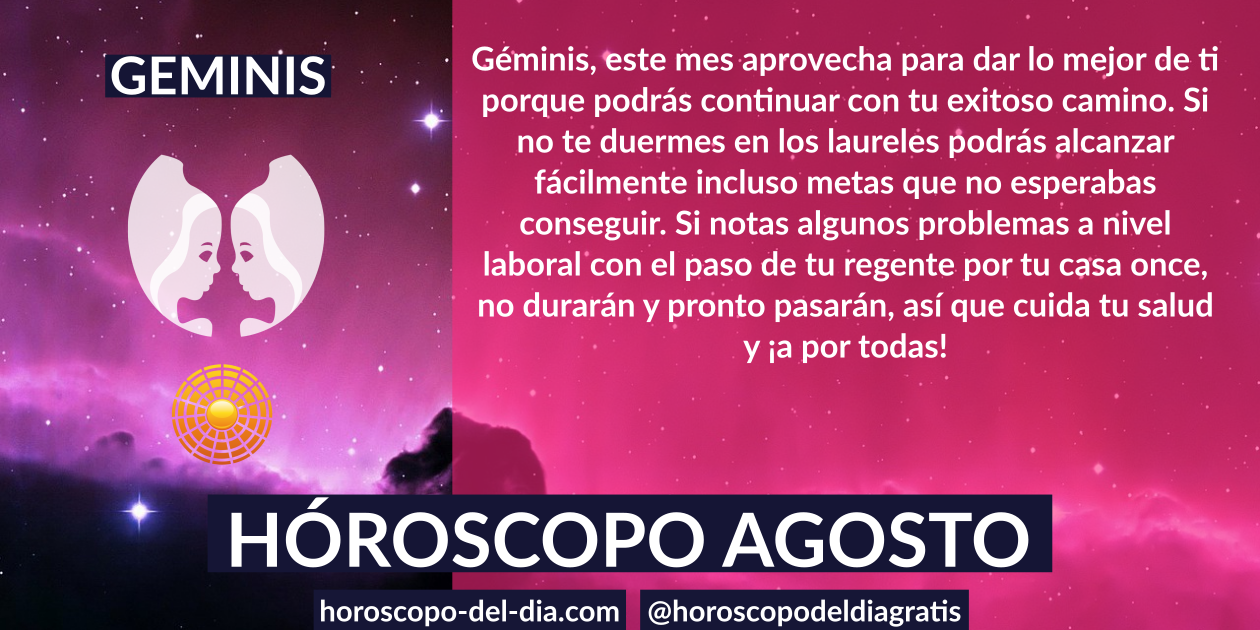 GEMINIS
Géminis, este mes aprovecha para dar lo mejor de ti
porque podrás continuar con tu exitoso camino. Si
no te duermes en los laureles podrás alcanzar
fácilmente incluso metas que no esperabas
conseguir. Si notas algunos problemas a nivel
laboral con el paso de tu regente por tu casa once,
no durarán y pronto pasarán, así que cuida tu salud
y ¡a por todas!
HÓROSCOPO AGOSTO
horoscopo-del-dia.com
@horoscopodeldiagratis